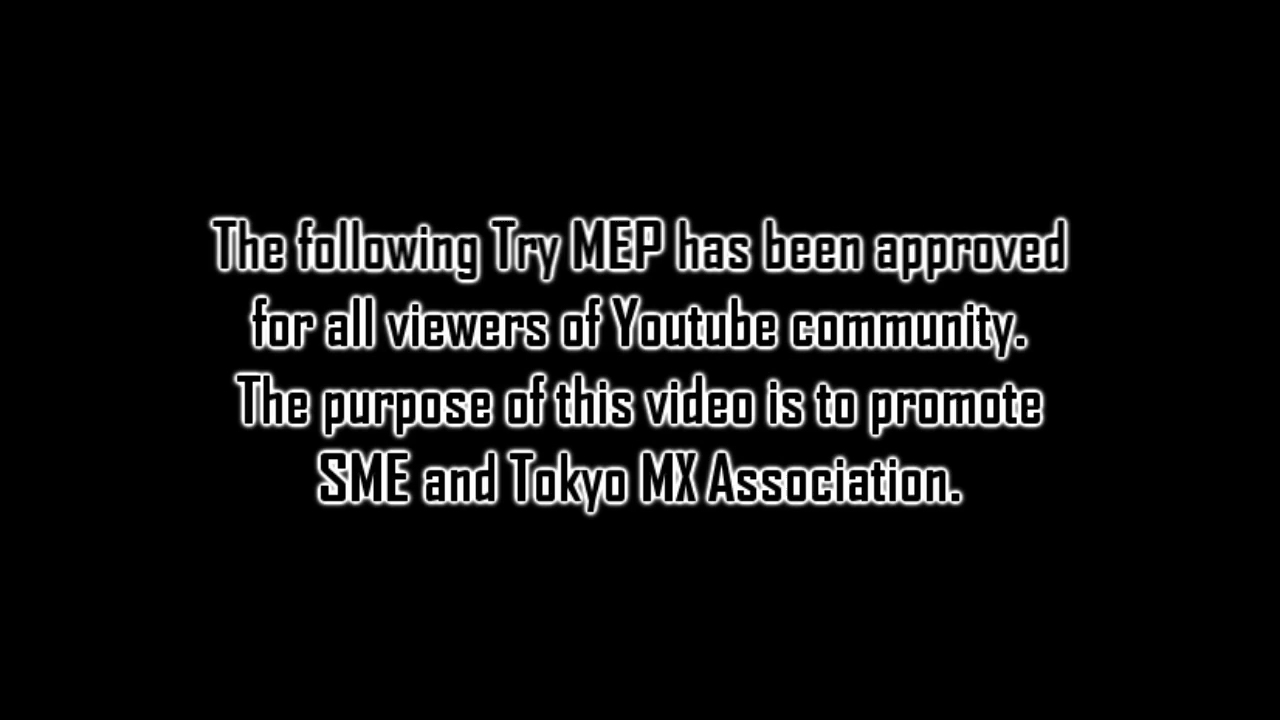 The following Try MEP has been approved
for all viewers of Youtube community.
The purpose of this video is to promote
SME and Tokyo MX Association.